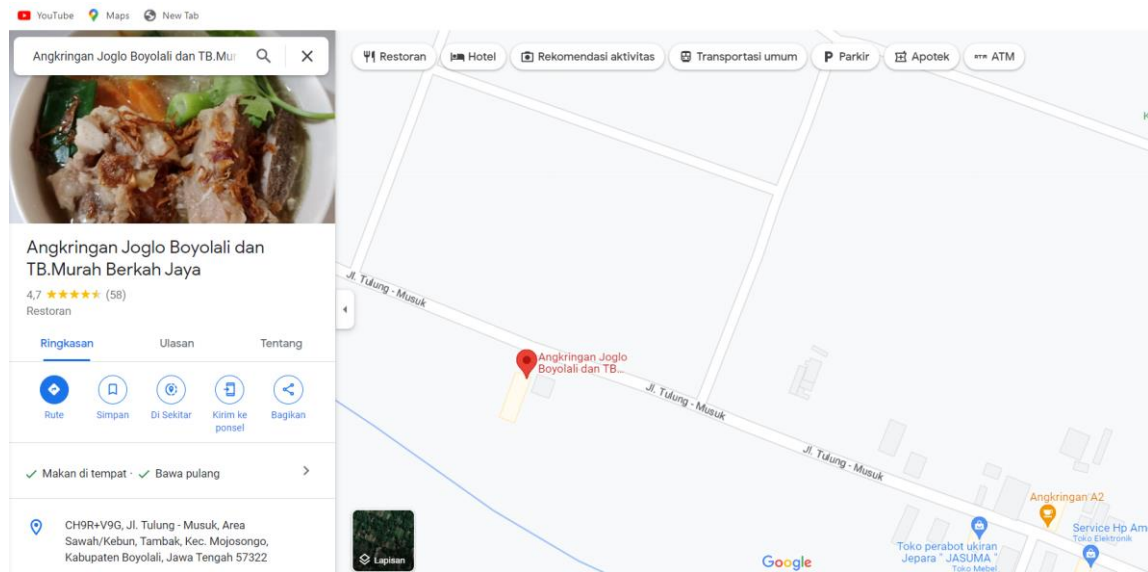 YouTube
Maps
New Tab
Angkringan Joglo Boyolali dan TB.Mur
Restoran
Hotel
Rekomendasi aktivitas
Transportasi umum
Parkir
Apotek
ATM
ATM
Angkringan Joglo Boyolali dan
TB.Murah Berkah Jaya
4,7 (58)
Restoran
Ringkasan
Ulasan
Tentang
Rute
Simpan
Di Sekitar
Kirim ke
ponsel
Bagikan
Makan di tempat · Bawa pulang
CH9R+V9G, Jl. Tulung - Musuk, Area
Sawah/Kebun, Tambak, Kec. Mojosongo,
Kabupaten Boyolali, Jawa Tengah 57322
K
Jl. Tulung - Musuk
Angkringan Joglo
Boyolali dan TB...
Jl. Tulung - Musuk
Jl. Tulung - Musuk
Angkringan A2
Service Hp Am
Toko Elektronik
Toko perabot ukiran
Jepara " JASUMA "
Toko Mebel
Lapisan
Google